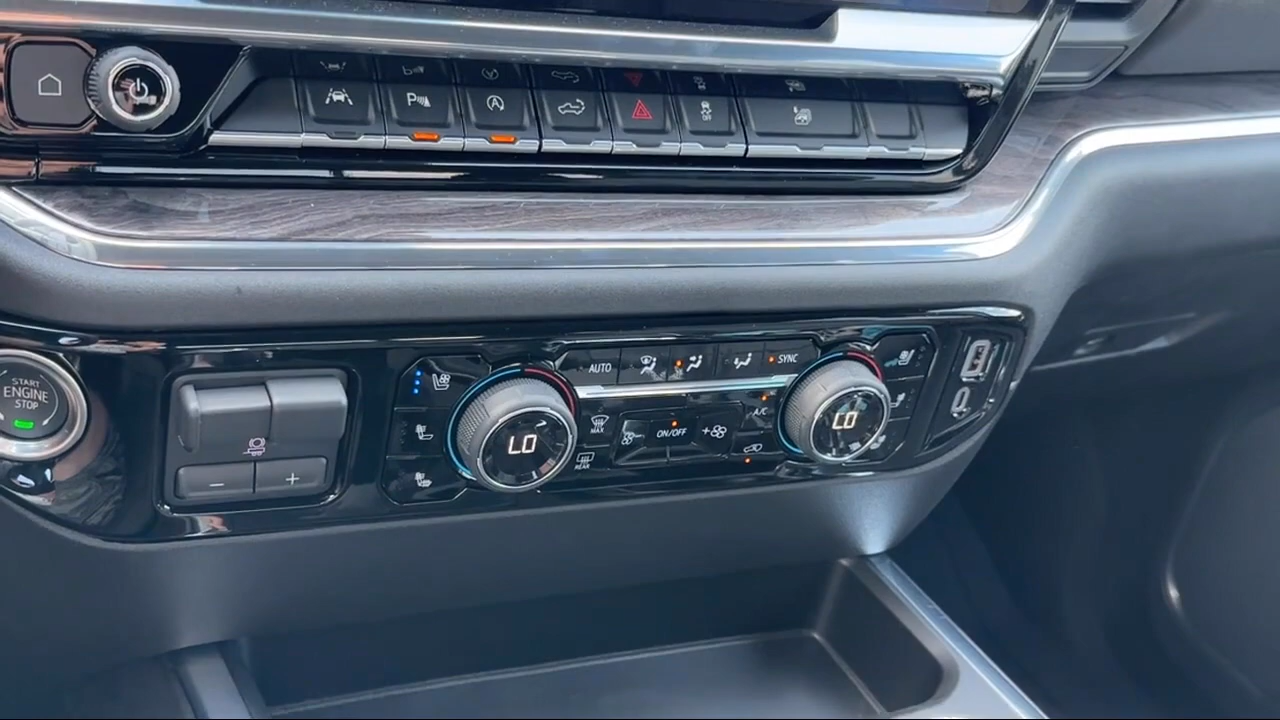 P
A
OFF
START
ENGINE
STOP
AUTO
SYNC
LO
MAX
REAR
ON/OFF
A/C
LO
− +